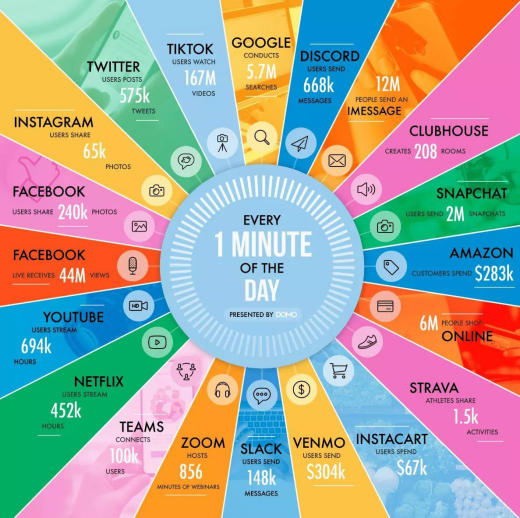 GOOGLE
CONDUCTS
5.7M
SEARCHES
DISCORD
USERS SEND
668k
MESSAGES
12M
PEOPLE SEND AN
IMESSAGE
CLUBHOUSE
CREATES 208 ROOMS
SNAPCHAT
USERS SEND 2M SNAPCHATS
AMAZON
CUSTOMERS SPEND $283k
6M PEOPLE SHOP
ONLINE
STRAVA
ATHLETES SHARE
1.5k
ACTIVITIES
INSTACART
USERS SPEND
$67k
VENMO
USERS SEND
$304k
SLACK
USERS SEND
148k
MESSAGES
ZOOM
HOSTS
856
MINUTES OF WEBINARS
TEAMS
CONNECTS
100k
USERS
NETFLIX
USERS STREAM
452k
HOURS
YOUTUBE
USERS STREAM
694k
HOURS
FACEBOOK
LIVE RECEIVES 44M VIEWS
FACEBOOK
USERS SHARE 240k PHOTOS
INSTAGRAM
USERS SHARE
65k
PHOTOS
TWITTER
USERS POSTS
575k
TWEETS
TIKTOK
USERS WATCH
167M
VIDEOS
HD
EVERY
1 MINUTE
OF THE
DAY
PRESENTED BY DOMO